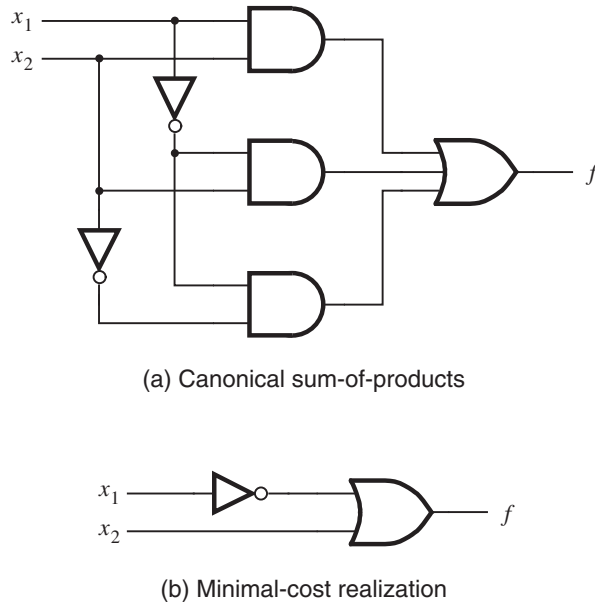 x1
x2
f
(a) Canonical sum-of-products
x1
x2
f
(b) Minimal-cost realization